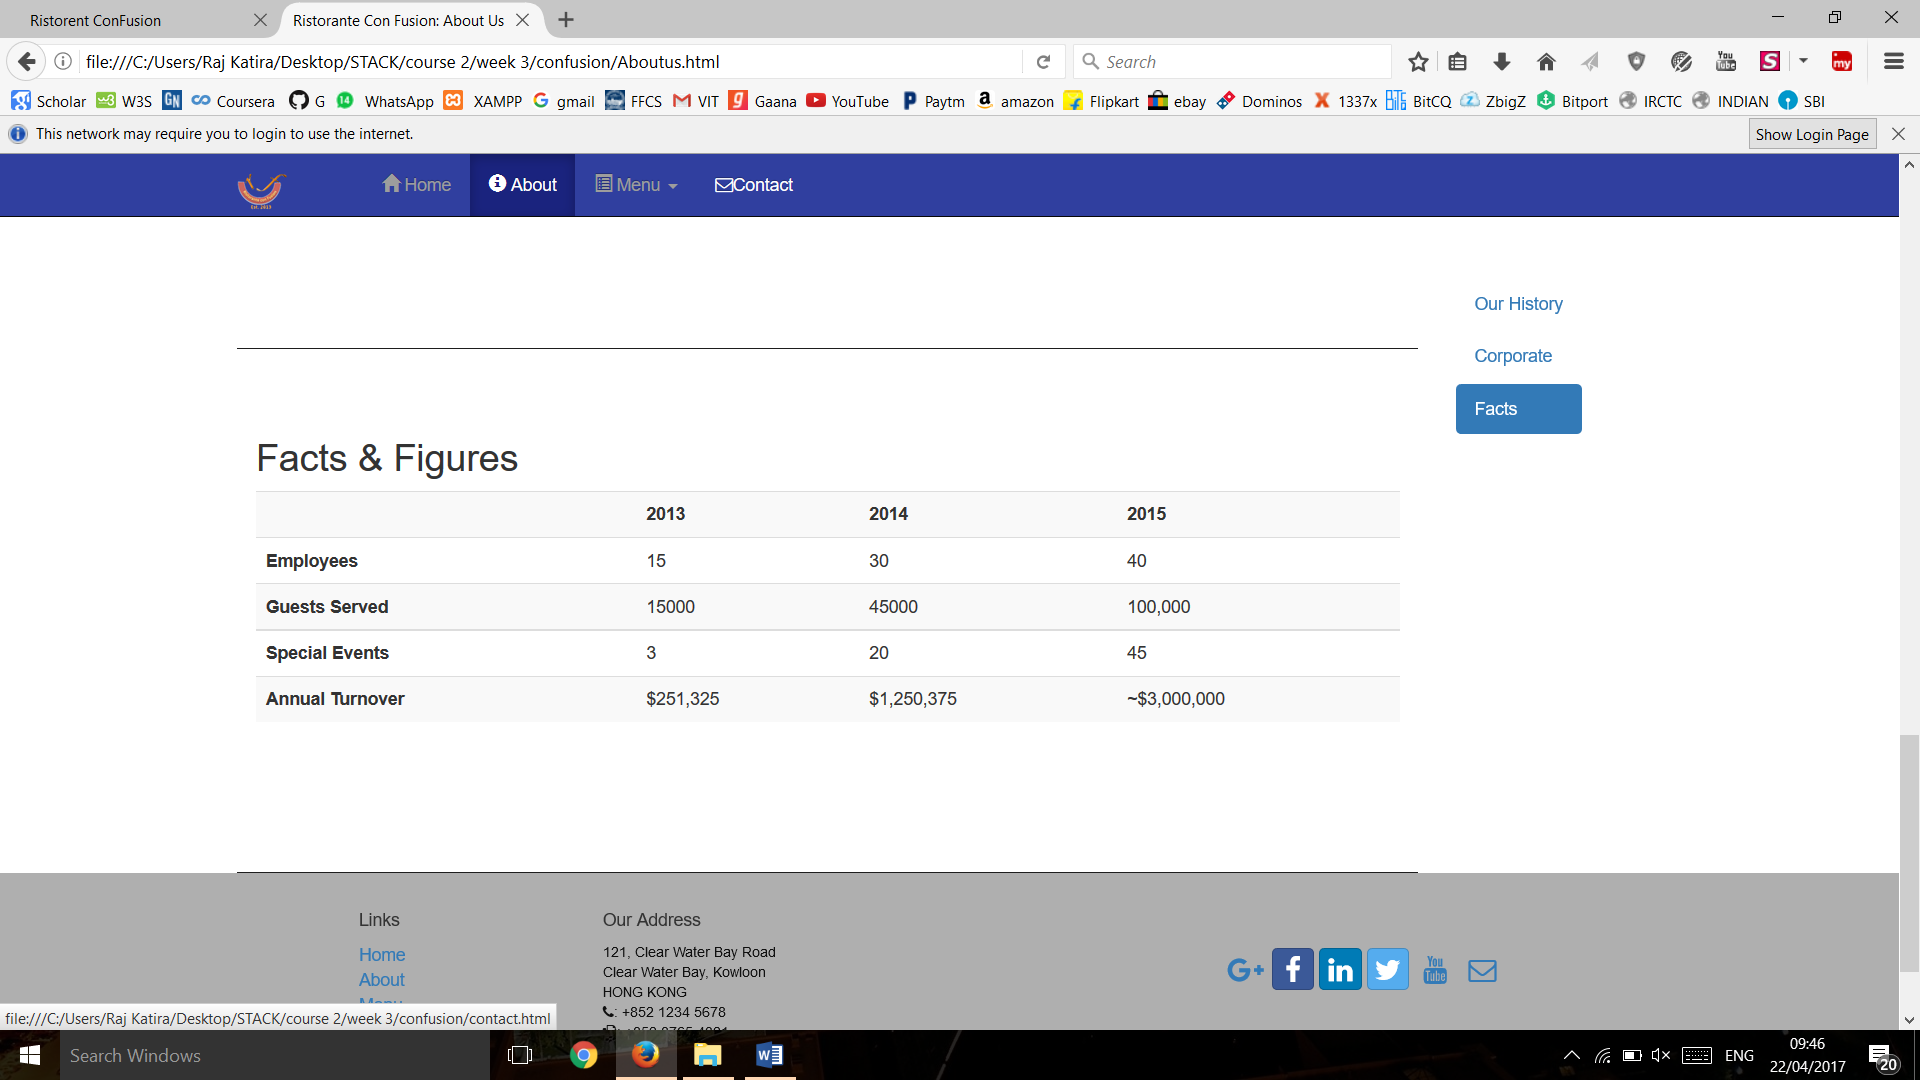 Ristorent ConFusion
Ristorante Con Fusion: About Us
file:///C:/Users/Raj Katira/Desktop/STACK/course 2/week 3/confusion/Aboutus.html
Search
Scholar W3S GN Coursera G 14 WhatsApp XAMPP gmail FFCS VIT Gaana YouTube Paytm amazon Flipkart ebay Dominos 1337x BitCQ ZbigZ Bitport IRCTC INDIAN SBI
This network may require you to login to use the internet.
Show Login Page
Home About Menu Contact
Our History
Corporate
Facts
Facts & Figures
2013 2014 2015
Employees 15 30 40
Guests Served 15000 45000 100,000
Special Events 3 20 45
Annual Turnover $251,325 $1,250,375 ~$3,000,000
Links
Home
About
Menu
Our Address
121, Clear Water Bay Road
Clear Water Bay, Kowloon
HONG KONG
: +852 1234 5678
You Tube
file:///C:/Users/Raj Katira/Desktop/STACK/course 2/week 3/confusion/contact.html
Search Windows
ENG
09:46
22/04/2017
20